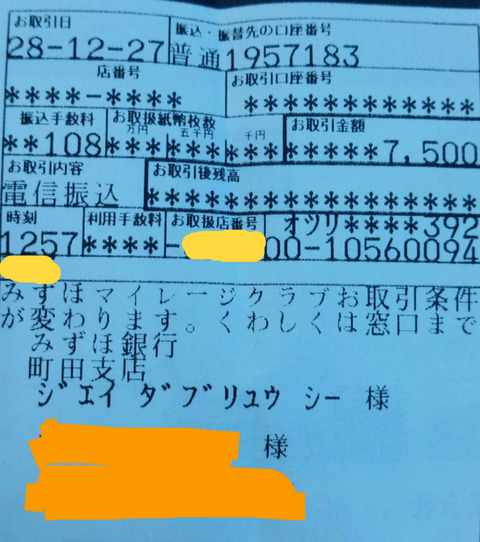 お取引日 振込・振替先の口座番号
28-12-27 普通 1957183
店番号 お取引口座番号
****-**** ***************
振込手数料 お取扱紙幣枚数 お取引金額
万円 五千円 千円
**108 *****7,500
お取引内容 お取引後残高
電信振込 ******************
時刻 利用手数料 お取扱店番号 オツリ****392
1257 **** - 00-10560094
みずほマイレージクラブお取引条件
が変わります。くわしくは窓口まで
みずほ銀行
町田支店
ジエイ ダブリユウ シー 様
様